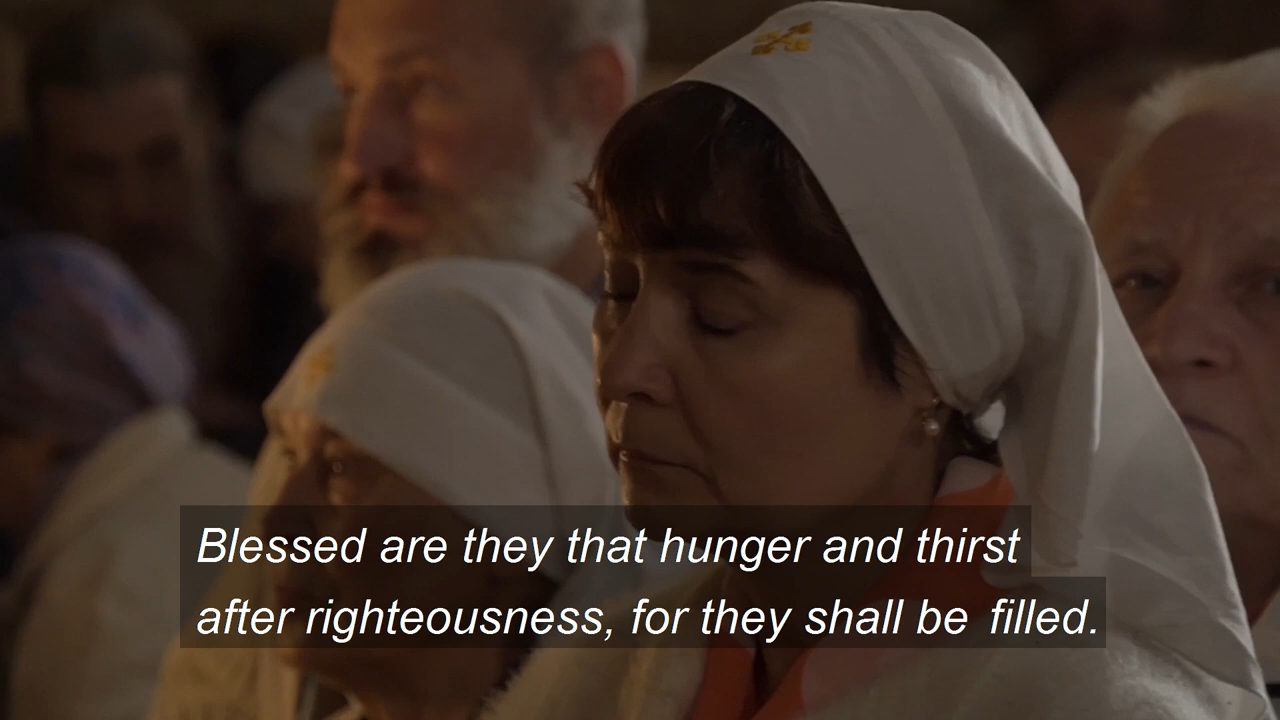 Blessed are they that hunger and thirst
after righteousness, for they shall be filled.